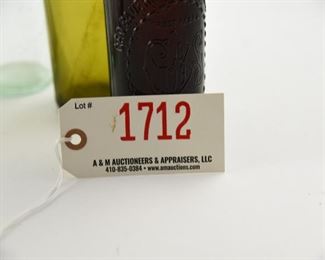 Lot #
1712
A & M AUCTIONEERS & APPRAISERS, LLC
410-835-0384 • www.amauctions.com